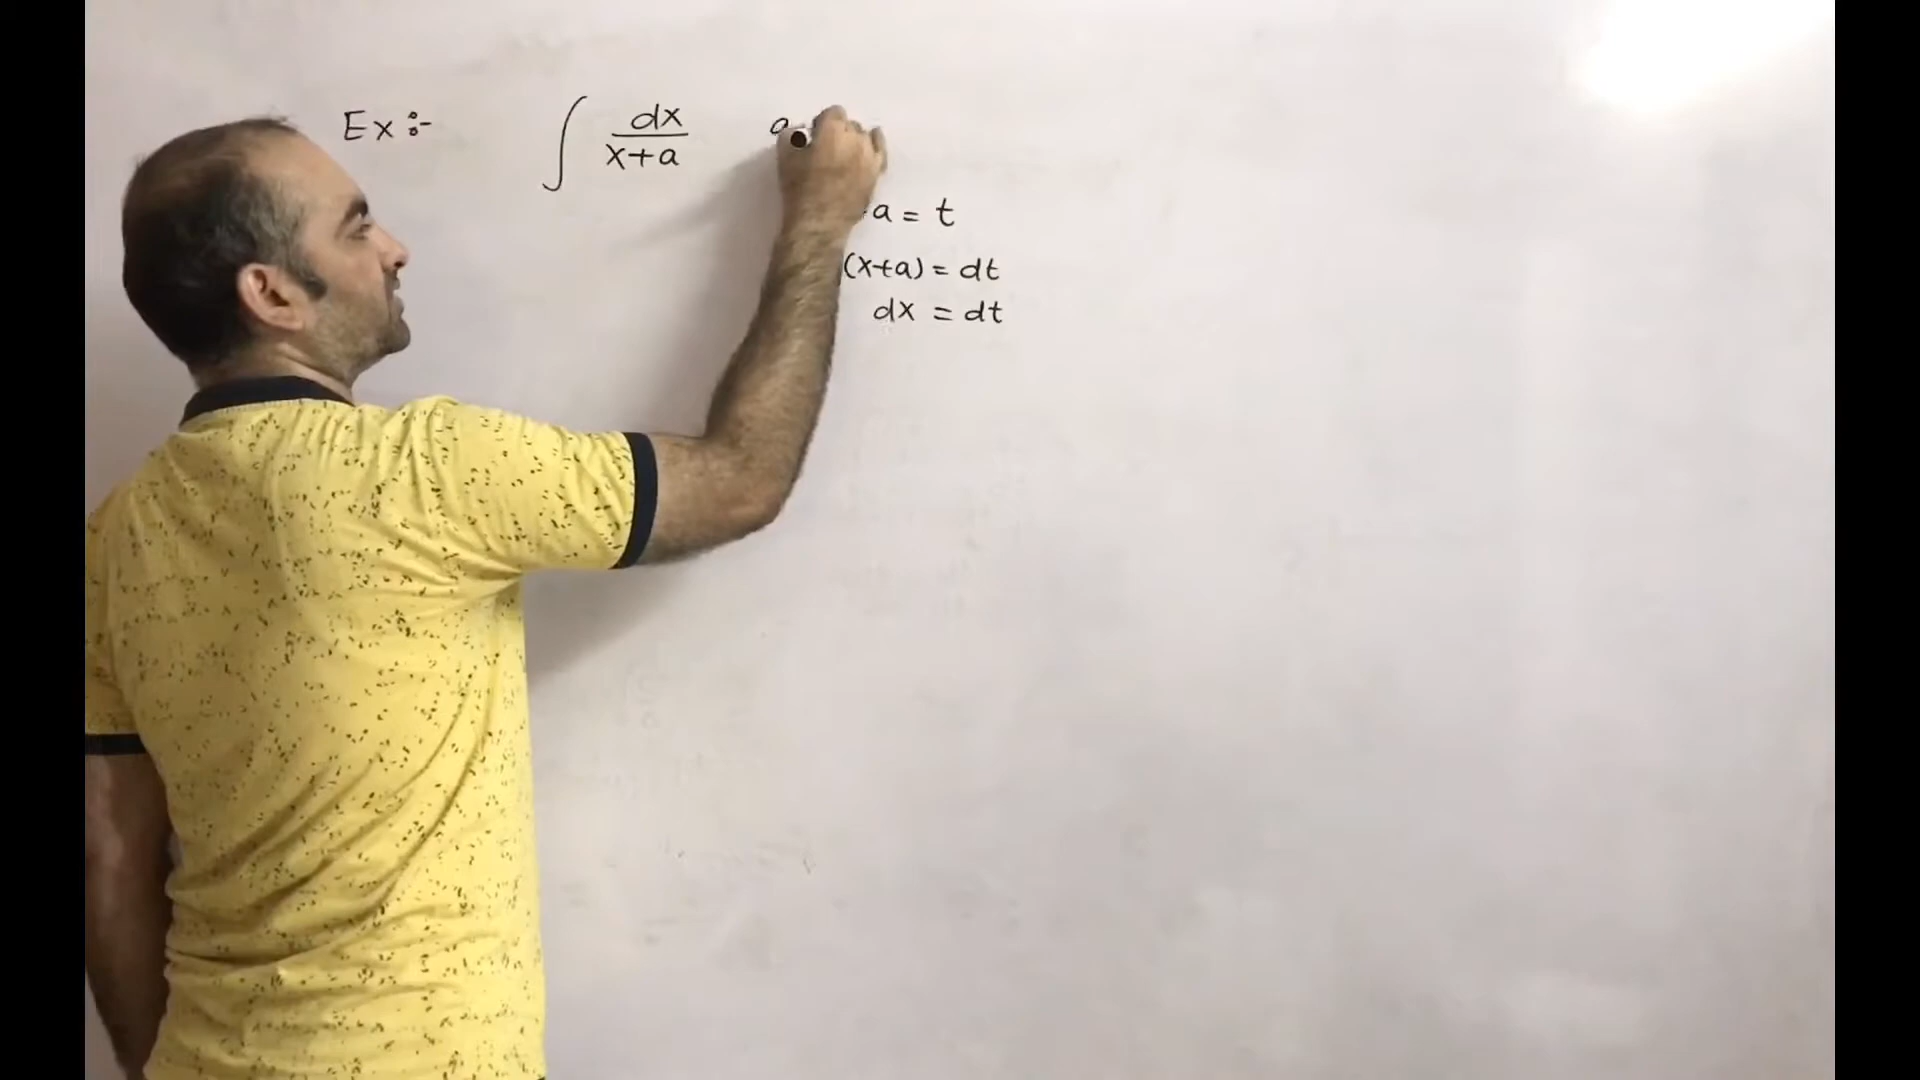 Ex :- ∫ dx/(x+a) a
a = t
(x+a) = dt
dx = dt